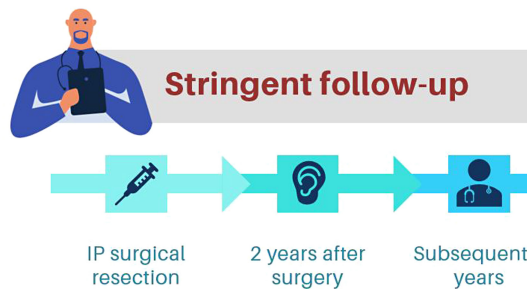 Stringent follow-up
IP surgical
resection
2 years after
surgery
Subsequent
years